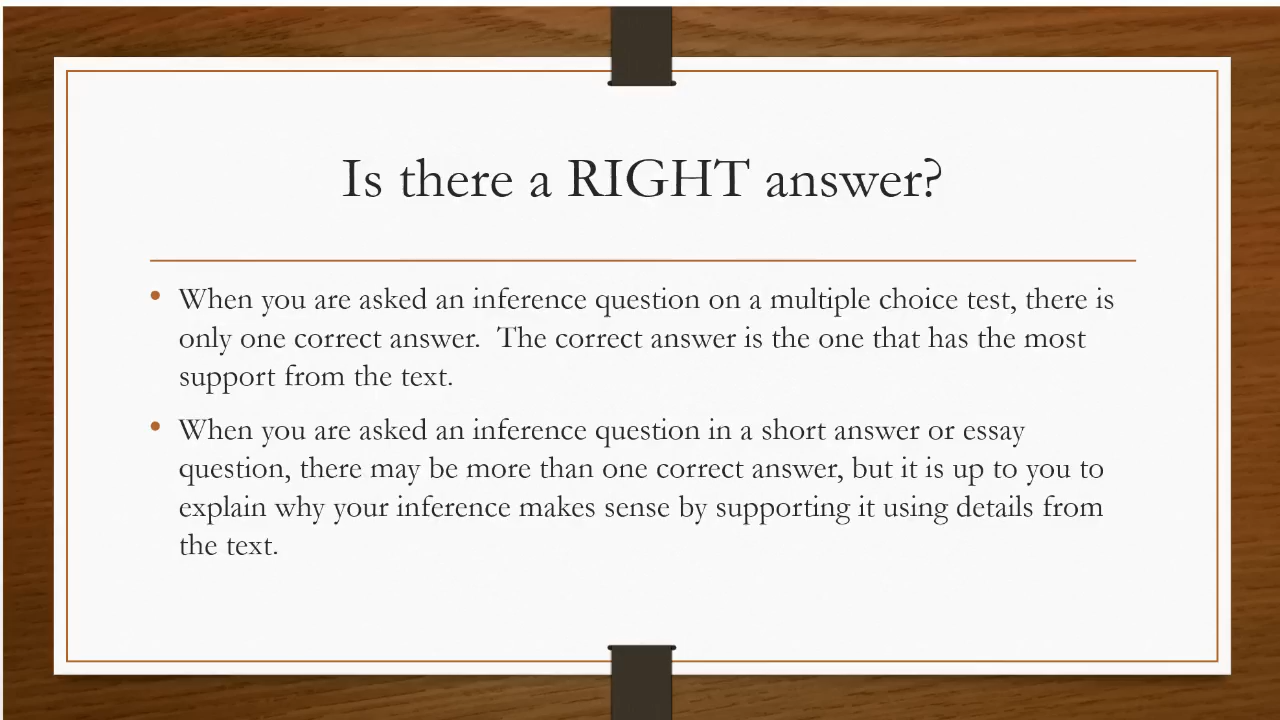 Is there a RIGHT answer?
• When you are asked an inference question on a multiple choice test, there is
only one correct answer.  The correct answer is the one that has the most
support from the text.
• When you are asked an inference question in a short answer or essay
question, there may be more than one correct answer, but it is up to you to
explain why your inference makes sense by supporting it using details from
the text.